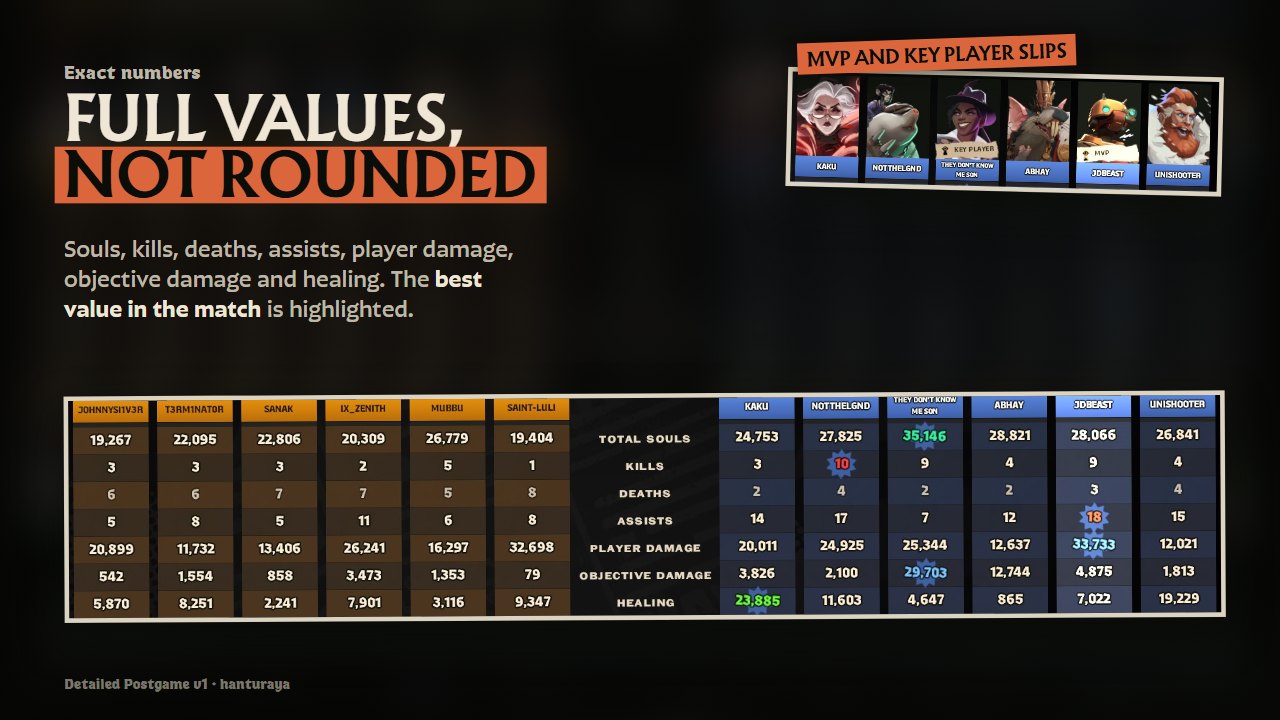 Exact numbers
FULL VALUES,
NOT ROUNDED
Souls, kills, deaths, assists, player damage,
objective damage and healing. The best
value in the match is highlighted.
MVP AND KEY PLAYER SLIPS
KEY PLAYER
MVP
KAKU NOTTHELGND THEY DON'T KNOW ME SON ABHAY JDBEAST UNISHOOTER
J0HNNYSI1V3R T3RM1NAT0R SANAK IX_ZENITH MUBBU SAINT-LULI KAKU NOTTHELGND THEY DON'T KNOW ME SON ABHAY JDBEAST UNISHOOTER
19,267 22,095 22,806 20,309 26,779 19,404 TOTAL SOULS 24,753 27,825 35,146 28,821 28,066 26,841
3 3 3 2 5 1 KILLS 3 10 9 4 9 4
6 6 7 7 5 8 DEATHS 2 4 2 2 3 4
5 8 5 11 6 8 ASSISTS 14 17 7 12 18 15
20,899 11,732 13,406 26,241 16,297 32,698 PLAYER DAMAGE 20,011 24,925 25,344 12,637 33,733 12,021
542 1,554 858 3,473 1,353 79 OBJECTIVE DAMAGE 3,826 2,100 29,703 12,744 4,875 1,813
5,870 8,251 2,241 7,901 3,116 9,347 HEALING 23,885 11,603 4,647 865 7,022 19,229
Detailed Postgame v1 • hanturaya